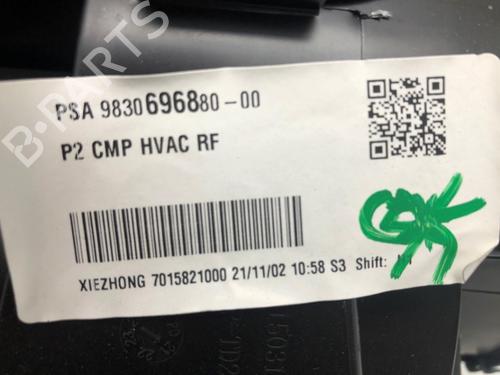 B-PARTS
PSA 9830696880-00
P2 CMP HVAC RF
XIEZHONG 7015821000 21/11/02 10:58 S3 Shift: